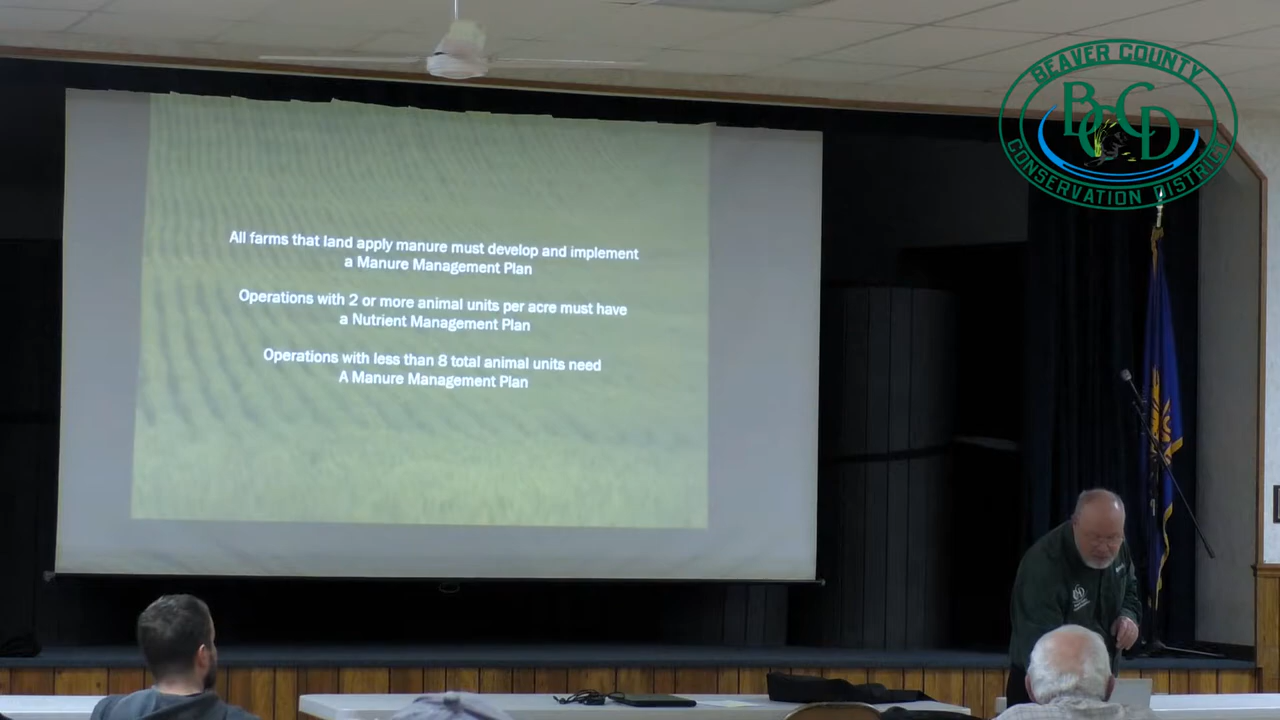 BEAVER COUNTY
BCCD
CONSERVATION DISTRICT
All farms that land apply manure must develop and implement
a Manure Management Plan
Operations with 2 or more animal units per acre must have
a Nutrient Management Plan
Operations with less than 8 total animal units need
A Manure Management Plan